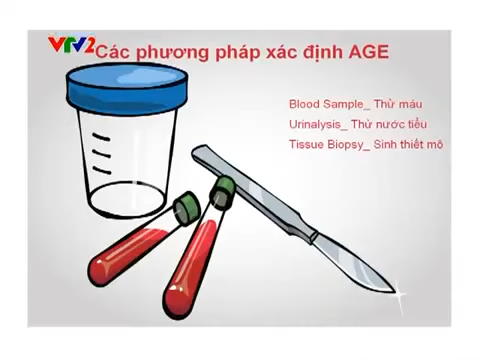 VTV2
Các phương pháp xác định AGE
Blood Sample_ Thử máu
Urinalysis_ Thử nước tiểu
Tissue Biopsy_ Sinh thiết mô